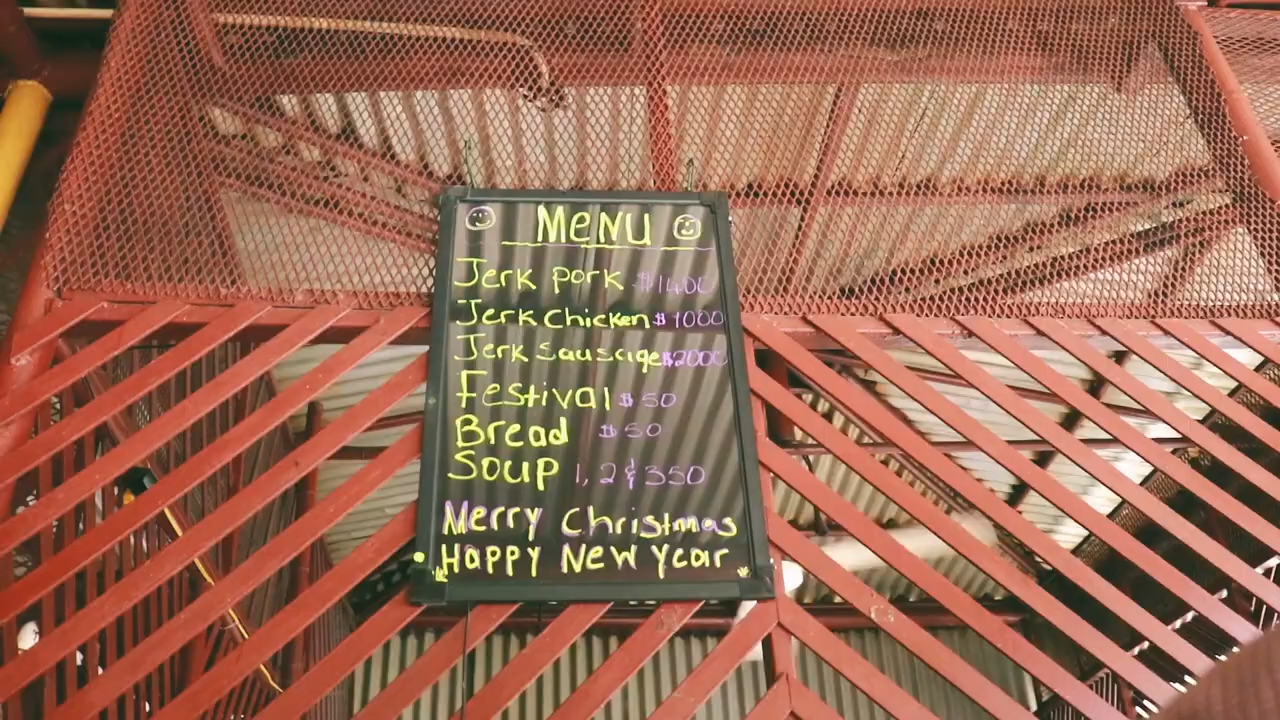 MENU
Jerk pork $1400
Jerk Chicken $1000
Jerk Sauscige $2000
Festival $50
Bread $50
Soup 1, 2 & 350
Merry Christmas
Happy New Year